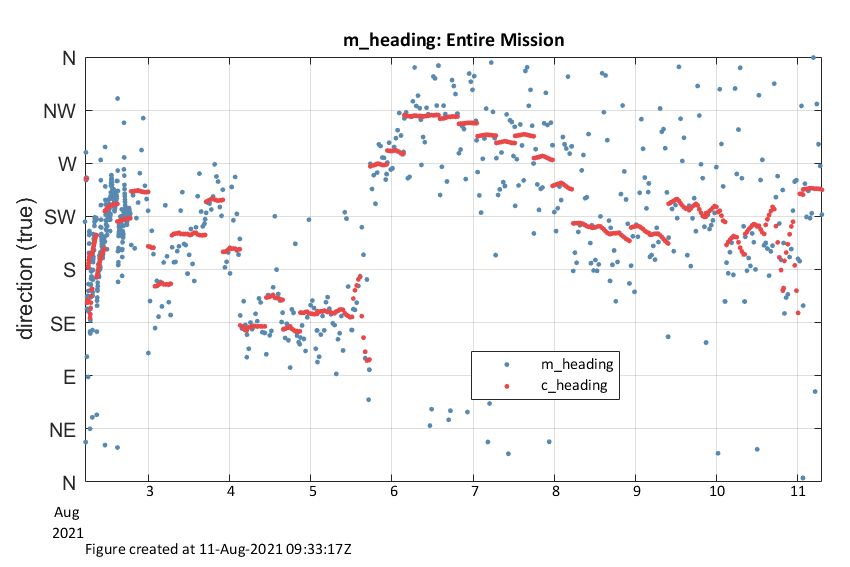 m_heading: Entire Mission
direction (true)
N
NW
W
SW
S
SE
E
NE
N
m_heading
c_heading
3 4 5 6 7 8 9 10 11
Aug
2021
Figure created at 11-Aug-2021 09:33:17Z